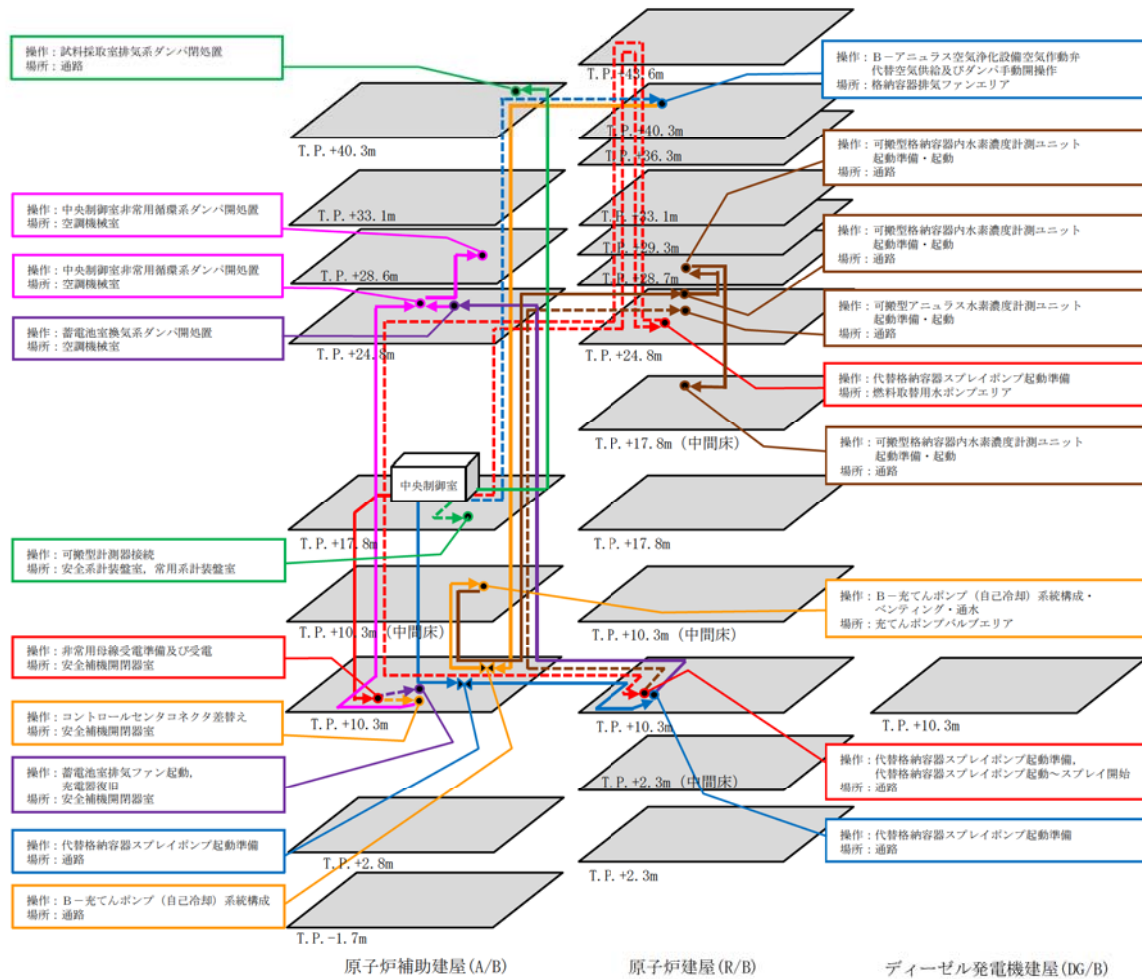 操作：試料採取室排気系ダンパ閉処置
場所：通路
操作：中央制御室非常用循環系ダンパ開処置
場所：空調機械室
操作：中央制御室非常用循環系ダンパ開処置
場所：空調機械室
操作：蓄電池室換気系ダンパ開処置
場所：空調機械室
操作：可搬型計測器接続
場所：安全系計装盤室，常用系計装盤室
操作：非常用母線受電準備及び受電
場所：安全補機開閉器室
操作：コントロールセンタコネクタ差替え
場所：安全補機開閉器室
操作：蓄電池室排気ファン起動，
充電器復旧
場所：安全補機開閉器室
操作：代替格納容器スプレイポンプ起動準備
場所：通路
操作：Ｂ－充てんポンプ（自己冷却）系統構成
場所：通路
T.P.+40.3m
T.P.+33.1m
T.P.+28.6m
T.P.+24.8m
中央制御室
T.P.+17.8m
T.P.+10.3m（中間床）
T.P.+10.3m
T.P.+2.8m
T.P.-1.7m
原子炉補助建屋(A/B)
T.P.+43.6m
T.P.+40.3m
T.P.+36.3m
T.P.+33.1m
T.P.+29.3m
T.P.+28.7m
T.P.+24.8m
T.P.+17.8m（中間床）
T.P.+17.8m
T.P.+10.3m（中間床）
T.P.+10.3m
T.P.+2.3m（中間床）
T.P.+2.3m
原子炉建屋(R/B)
T.P.+10.3m
ディーゼル発電機建屋(DG/B)
操作：Ｂ－アニュラス空気浄化設備空気作動弁
代替空気供給及びダンパ手動開操作
場所：格納容器排気ファンエリア
操作：可搬型格納容器内水素濃度計測ユニット
起動準備・起動
場所：通路
操作：可搬型格納容器内水素濃度計測ユニット
起動準備・起動
場所：通路
操作：可搬型アニュラス水素濃度計測ユニット
起動準備・起動
場所：通路
操作：代替格納容器スプレイポンプ起動準備
場所：燃料取替用水ポンプエリア
操作：可搬型格納容器内水素濃度計測ユニット
起動準備・起動
場所：通路
操作：Ｂ－充てんポンプ（自己冷却）系統構成・
ベンティング・通水
場所：充てんポンプバルブエリア
操作：代替格納容器スプレイポンプ起動準備，
代替格納容器スプレイポンプ起動～スプレイ開始
場所：通路
操作：代替格納容器スプレイポンプ起動準備
場所：通路